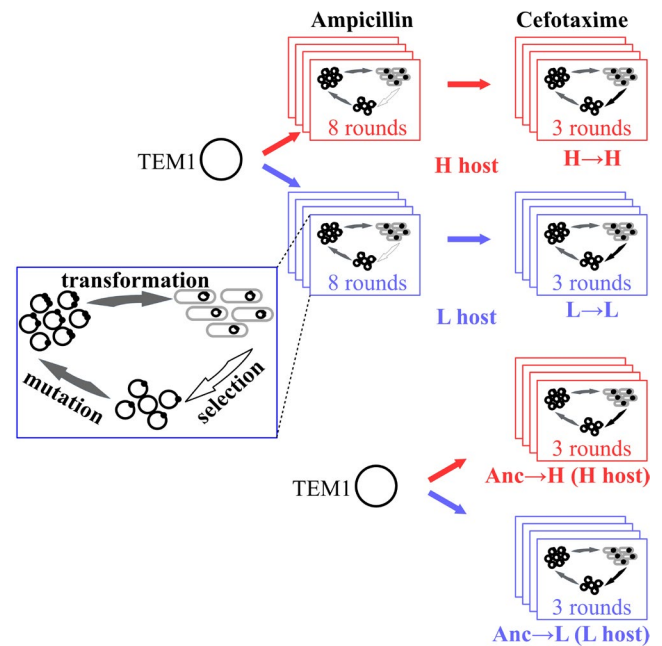 Ampicillin
Cefotaxime
8 rounds
3 rounds
TEM1
H host
H→H
8 rounds
3 rounds
L host
L→L
transformation
mutation
selection
3 rounds
Anc→H (H host)
TEM1
3 rounds
Anc→L (L host)